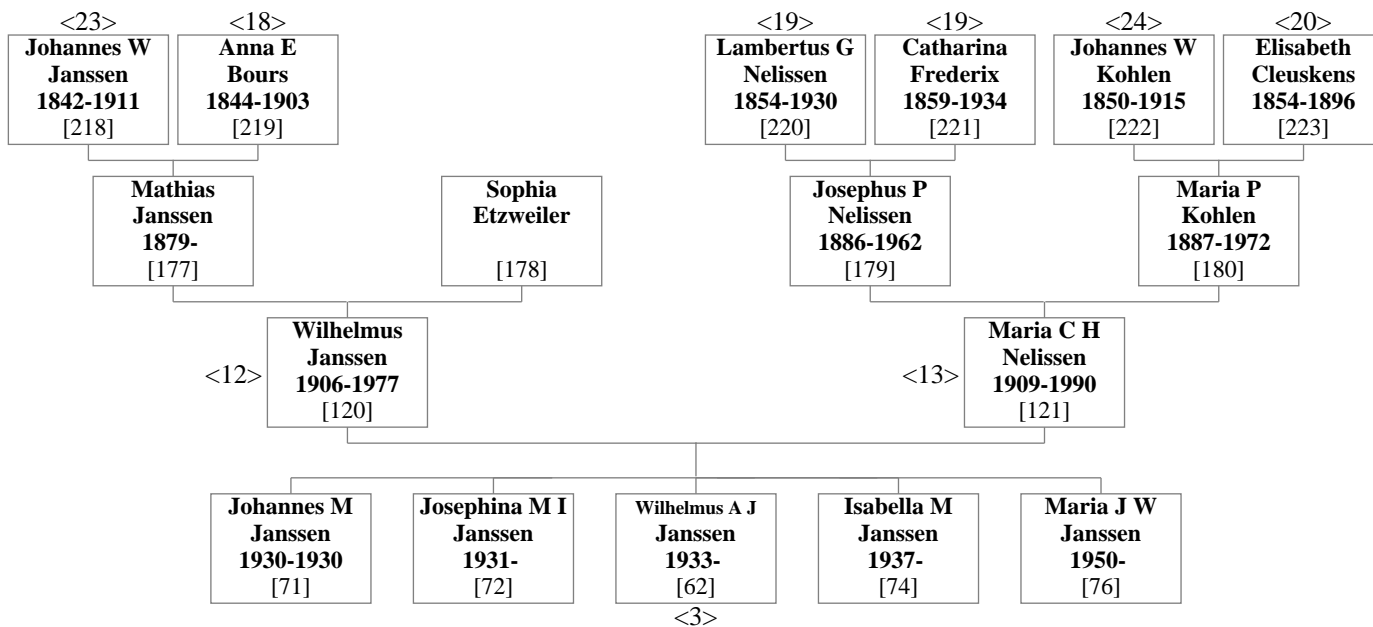 <23>
<18>
<19>
<19>
<24>
<20>
Johannes W
Janssen
1842-1911
[218]
Anna E
Bours
1844-1903
[219]
Lambertus G
Nelissen
1854-1930
[220]
Catharina
Frederix
1859-1934
[221]
Johannes W
Kohlen
1850-1915
[222]
Elisabeth
Cleuskens
1854-1896
[223]
Mathias
Janssen
1879-
[177]
Sophia
Etzweiler
[178]
Josephus P
Nelissen
1886-1962
[179]
Maria P
Kohlen
1887-1972
[180]
<12>
Wilhelmus
Janssen
1906-1977
[120]
<13>
Maria C H
Nelissen
1909-1990
[121]
Johannes M
Janssen
1930-1930
[71]
Josephina M I
Janssen
1931-
[72]
Wilhelmus A J
Janssen
1933-
[62]
Isabella M
Janssen
1937-
[74]
Maria J W
Janssen
1950-
[76]
<3>